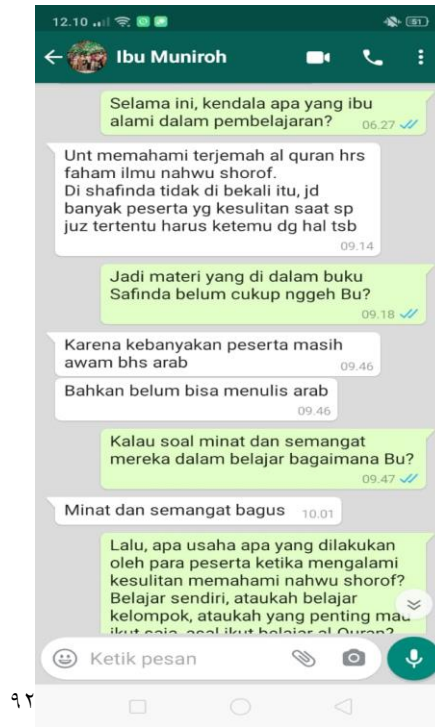 12.10
51
Ibu Muniroh
Selama ini, kendala apa yang ibu
alami dalam pembelajaran? 06.27
Unt memahami terjemah al quran hrs
faham ilmu nahwu shorof.
Di shafinda tidak di bekali itu, jd
banyak peserta yg kesulitan saat sp
juz tertentu harus ketemu dg hal tsb
09.14
Jadi materi yang di dalam buku
Safinda belum cukup nggeh Bu?
09.18
Karena kebanyakan peserta masih
awam bhs arab 09.46
Bahkan belum bisa menulis arab
09.46
Kalau soal minat dan semangat
mereka dalam belajar bagaimana Bu?
09.47
Minat dan semangat bagus 10.01
Lalu, apa usaha apa yang dilakukan
oleh para peserta ketika mengalami
kesulitan memahami nahwu shorof?
Belajar sendiri, ataukah belajar
kelompok, ataukah yang penting mau
ikut saja, asal ikut belajar al Quran?
Ketik pesan
٩٢